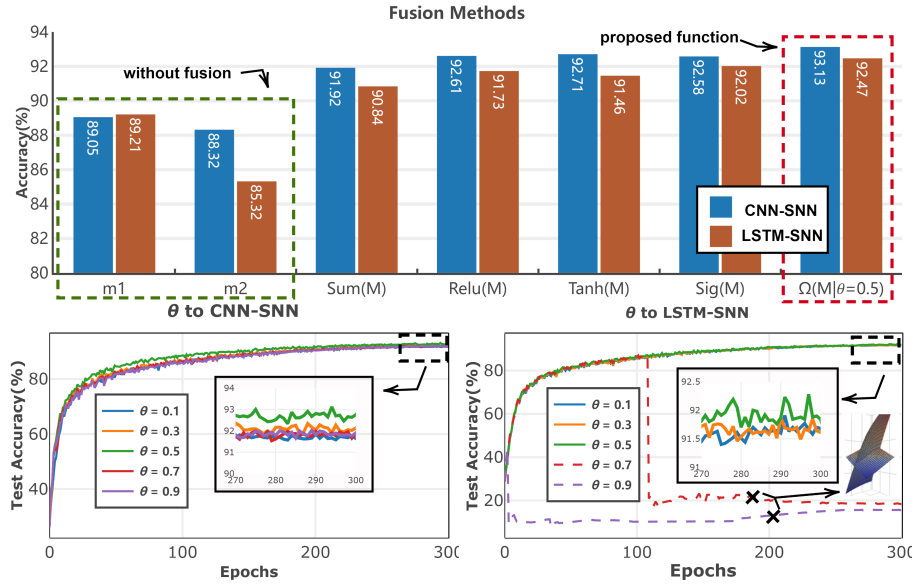 Fusion Methods
94
92
90
88
86
84
82
80
Accuracy(%)
without fusion
proposed function
89.05
89.21
88.32
85.32
91.92
90.84
92.61
91.73
92.71
91.46
92.58
92.02
93.13
92.47
CNN-SNN
LSTM-SNN
m1
m2
Sum(M)
Relu(M)
Tanh(M)
Sig(M)
Ω(M|θ=0.5)
θ to CNN-SNN
θ to LSTM-SNN
Test Accuracy(%)
80
60
40
θ = 0.1
θ = 0.3
θ = 0.5
θ = 0.7
θ = 0.9
94
93
92
91
90
270
280
290
300
0
100
200
300
Epochs
Test Accuracy(%)
80
60
40
20
θ = 0.1
θ = 0.3
θ = 0.5
θ = 0.7
θ = 0.9
92.5
92
91.5
91
270
280
290
300
0
100
200
300
Epochs